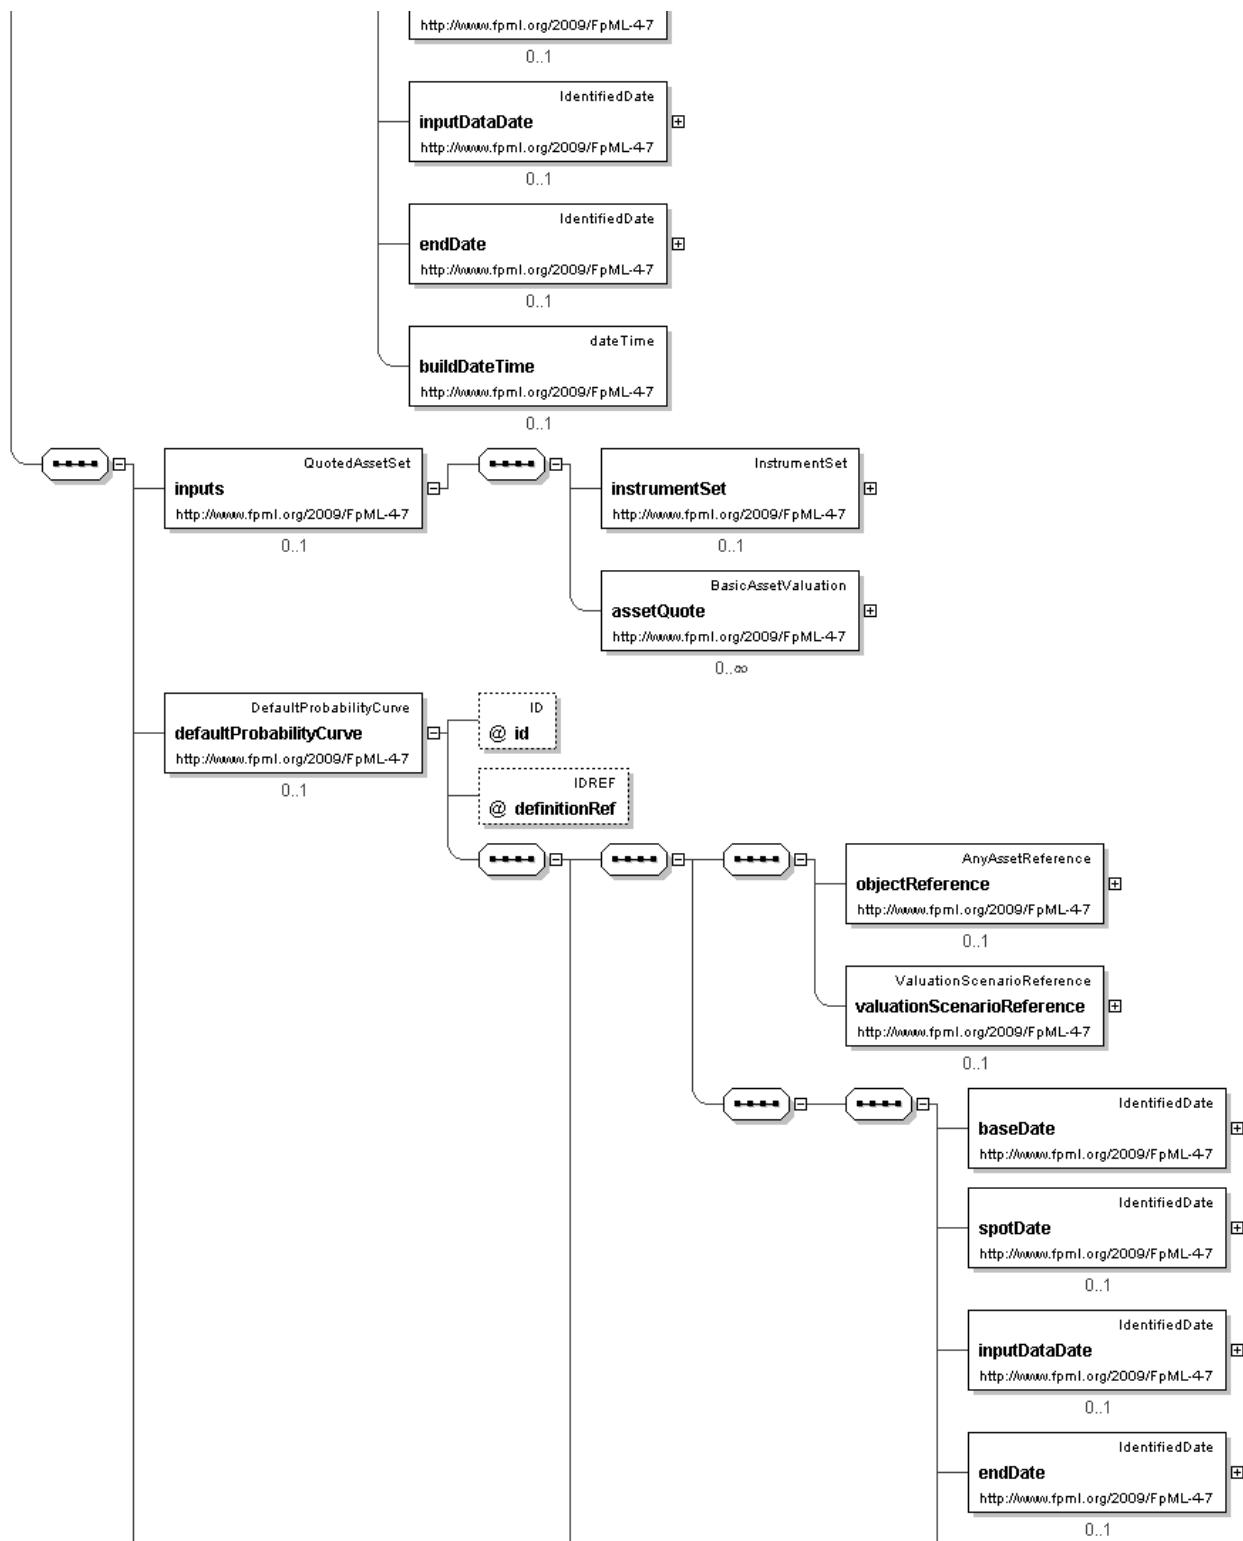 http://www.fpml.org/2009/FpML-4-7
0..1
IdentifiedDate
inputDataDate
http://www.fpml.org/2009/FpML-4-7
0..1
IdentifiedDate
endDate
http://www.fpml.org/2009/FpML-4-7
0..1
dateTime
buildDateTime
http://www.fpml.org/2009/FpML-4-7
0..1
QuotedAssetSet
inputs
http://www.fpml.org/2009/FpML-4-7
0..1
InstrumentSet
instrumentSet
http://www.fpml.org/2009/FpML-4-7
0..1
BasicAssetValuation
assetQuote
http://www.fpml.org/2009/FpML-4-7
0..∞
DefaultProbabilityCurve
defaultProbabilityCurve
http://www.fpml.org/2009/FpML-4-7
0..1
ID
@ id
IDREF
@ definitionRef
AnyAssetReference
objectReference
http://www.fpml.org/2009/FpML-4-7
0..1
ValuationScenarioReference
valuationScenarioReference
http://www.fpml.org/2009/FpML-4-7
0..1
IdentifiedDate
baseDate
http://www.fpml.org/2009/FpML-4-7
IdentifiedDate
spotDate
http://www.fpml.org/2009/FpML-4-7
0..1
IdentifiedDate
inputDataDate
http://www.fpml.org/2009/FpML-4-7
0..1
IdentifiedDate
endDate
http://www.fpml.org/2009/FpML-4-7
0..1